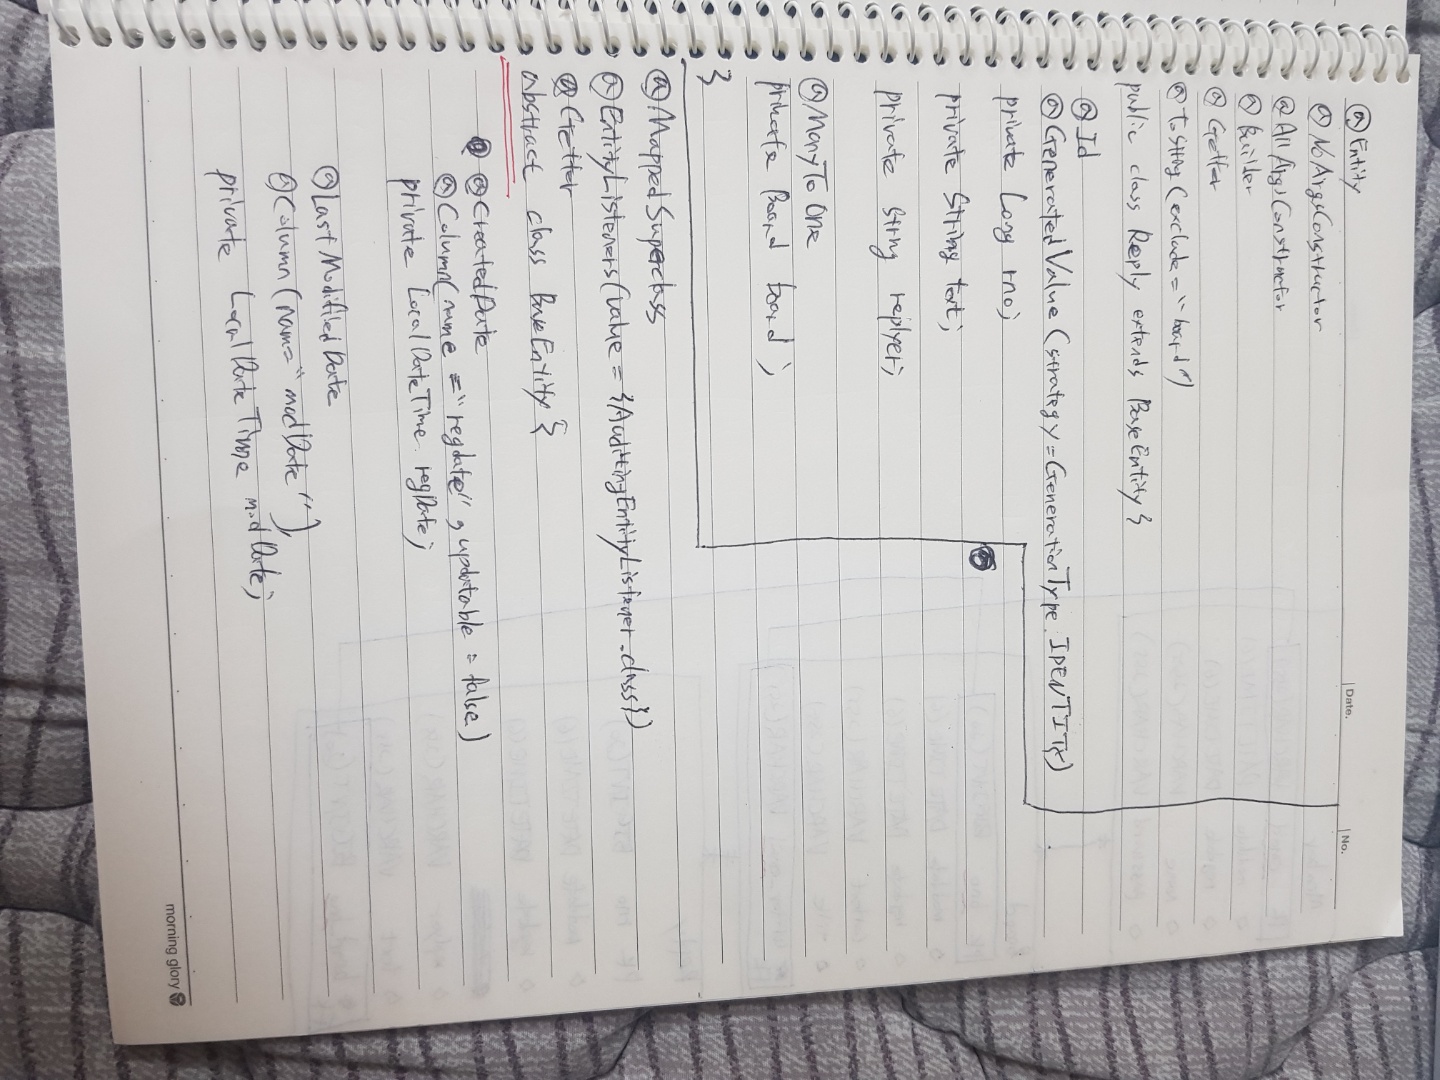 Date.
No.
@Entity
@NoArgsConstructor
@AllArgsConstructor
@Builder
@Getter
@ToString(exclude="board")
public class Reply extends BaseEntity {
@Id
@GeneratedValue (strategy=GenerationType.IDENTITY)
private Long rno;
private String text;
private String replyer;
@ManyToOne
private Board board;
}
@MappedSuperclass
@EntityListeners(value = {AuditingEntityListener.class})
@Getter
abstract class BaseEntity {
@CreatedDate
@Column(name="regdate", updatable = false)
private LocalDateTime regDate;
@LastModifiedDate
@Column(name="modDate")
private LocalDateTime modDate;
morning glory